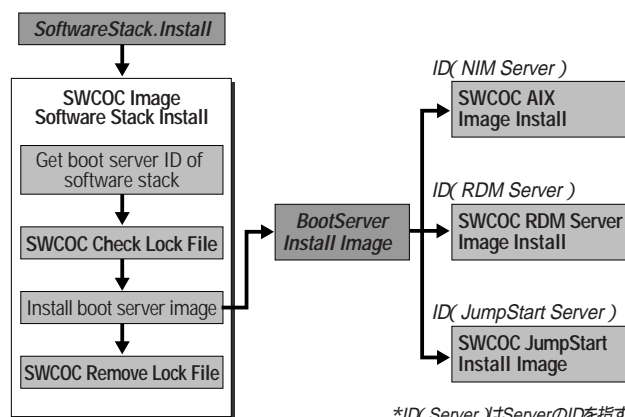 SoftwareStack.Install
SWCOC Image
Software Stack Install
Get boot server ID of
software stack
SWCOC Check Lock File
Install boot server image
SWCOC Remove Lock File
BootServer
Install Image
ID( NIM Server )
SWCOC AIX
Image Install
ID( RDM Server )
SWCOC RDM Server
Image Install
ID( JumpStart Server )
SWCOC JumpStart
Install Image
*ID( Server )はServerのIDを指す